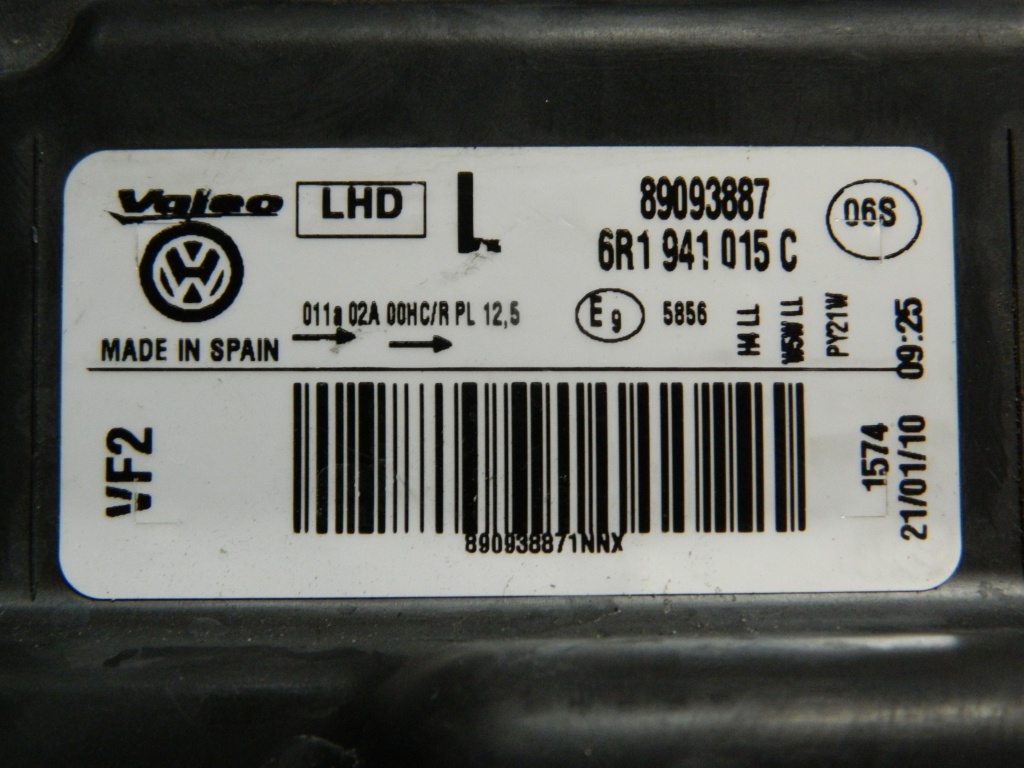 Valeo LHD L 89093887 06S
6R1 941 015 C
011a 02A 00HC/R PL 12,5 E9 5856
MADE IN SPAIN
H4 LL
W5W LL
PY21W
VF2
1574
21/01/10 09:25
890938871NNX